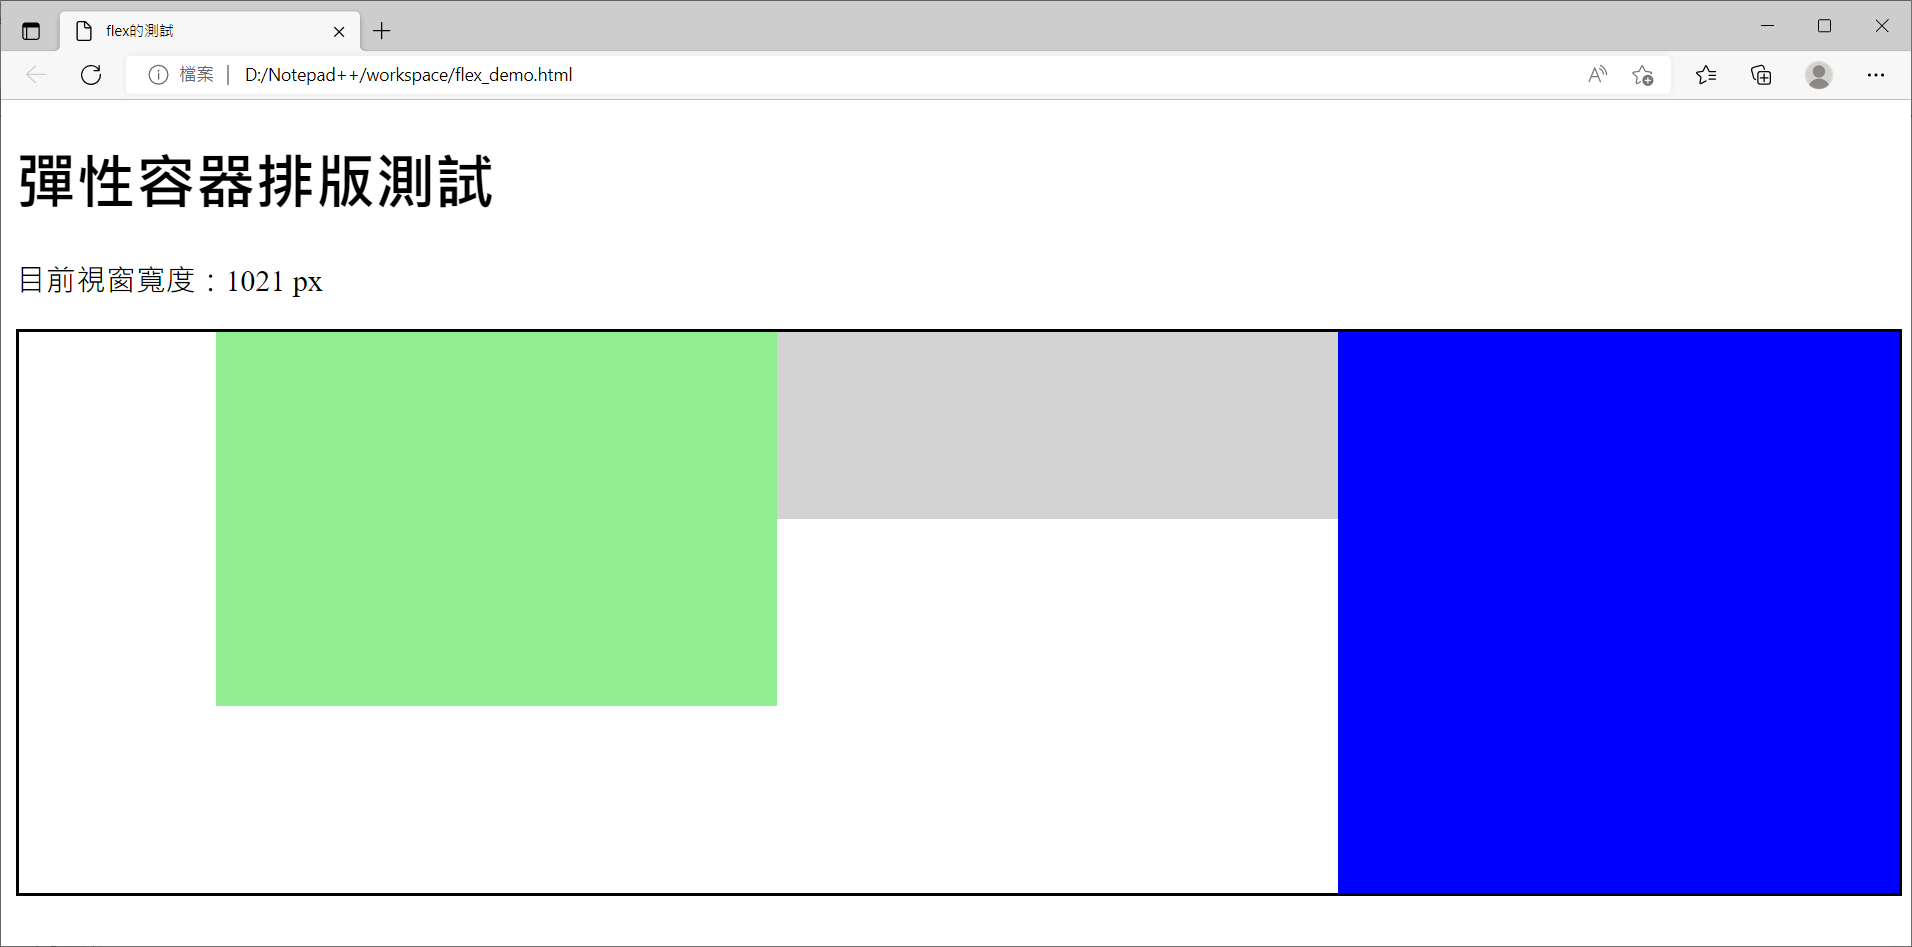 flex的測試
檔案 | D:/Notepad++/workspace/flex_demo.html
彈性容器排版測試
目前視窗寬度：1021 px